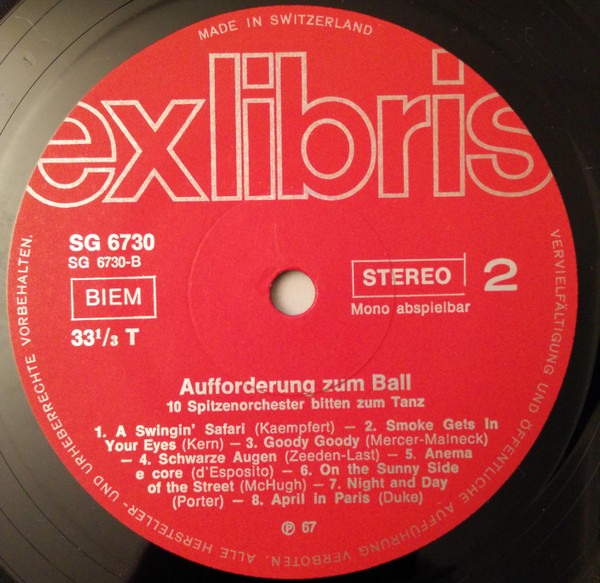 MADE IN SWITZERLAND
exlibris
SG 6730
SG 6730-B
BIEM
33 1/3 T
STEREO 2
Mono abspielbar
Aufforderung zum Ball
10 Spitzenorchester bitten zum Tanz
1. A Swingin' Safari (Kaempfert) – 2. Smoke Gets In
Your Eyes (Kern) – 3. Goody Goody (Mercer-Malneck)
– 4. Schwarze Augen (Zeeden-Last) – 5. Anema
e core (d'Esposito) – 6. On the Sunny Side
of the Street (McHugh) – 7. Night and Day
(Porter) – 8. April in Paris (Duke)
℗ 67
VERVIELFÄLTIGUNG UND ÖFFENTLICHE AUFFÜHRUNG VERBOTEN. ALLE HERSTELLER- UND URHEBERRECHTE VORBEHALTEN.